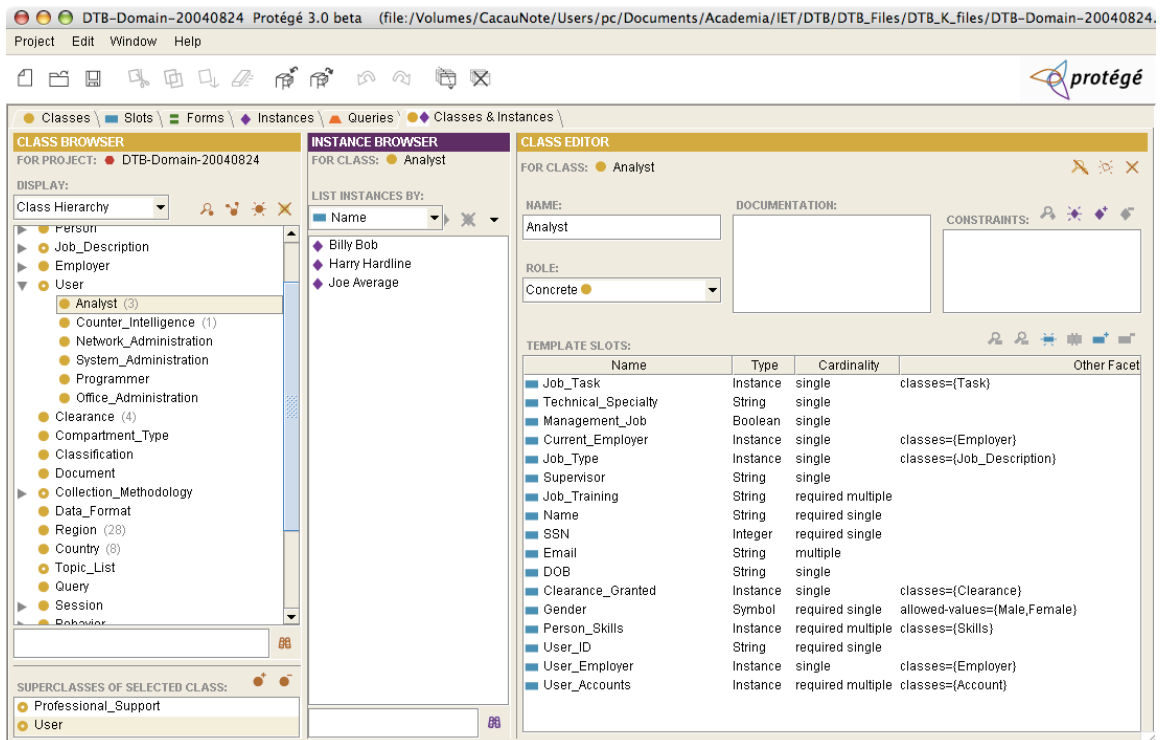 DTB-Domain-20040824 Protégé 3.0 beta (file:/Volumes/CacauNote/Users/pc/Documents/Academia/IET/DTB/DTB_Files/DTB_K_files/DTB-Domain-20040824.
Project Edit Window Help
protégé
Classes Slots Forms Instances Queries Classes & Instances
CLASS BROWSER
FOR PROJECT: DTB-Domain-20040824
DISPLAY:
Class Hierarchy
Person
Job_Description
Employer
User
Analyst (3)
Counter_Intelligence (1)
Network_Administration
System_Administration
Programmer
Office_Administration
Clearance (4)
Compartment_Type
Classification
Document
Collection_Methodology
Data_Format
Region (28)
Country (8)
Topic_List
Query
Session
Behavior
SUPERCLASSES OF SELECTED CLASS:
Professional_Support
User
INSTANCE BROWSER
FOR CLASS: Analyst
LIST INSTANCES BY:
Name
Billy Bob
Harry Hardline
Joe Average
CLASS EDITOR
FOR CLASS: Analyst
NAME:
Analyst
ROLE:
Concrete
DOCUMENTATION:
CONSTRAINTS:
TEMPLATE SLOTS:
Name Type Cardinality Other Facet
Job_Task Instance single classes={Task}
Technical_Specialty String single
Management_Job Boolean single
Current_Employer Instance single classes={Employer}
Job_Type Instance single classes={Job_Description}
Supervisor String single
Job_Training String required multiple
Name String required single
SSN Integer required single
Email String multiple
DOB String single
Clearance_Granted Instance single classes={Clearance}
Gender Symbol required single allowed-values={Male,Female}
Person_Skills Instance required multiple classes={Skills}
User_ID String required single
User_Employer Instance single classes={Employer}
User_Accounts Instance required multiple classes={Account}